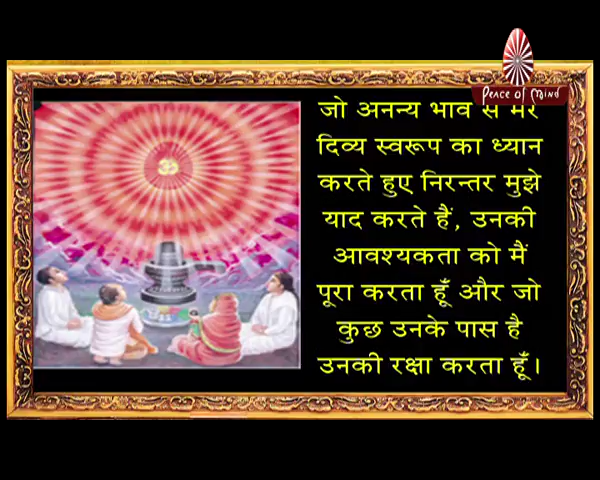 Peace of Mind
जो अनन्य भाव से मेरे
दिव्य स्वरूप का ध्यान
करते हुए निरन्तर मुझे
याद करते हैं, उनकी
आवश्यकता को मैं
पूरा करता हूँ और जो
कुछ उनके पास है
उनकी रक्षा करता हूँ।